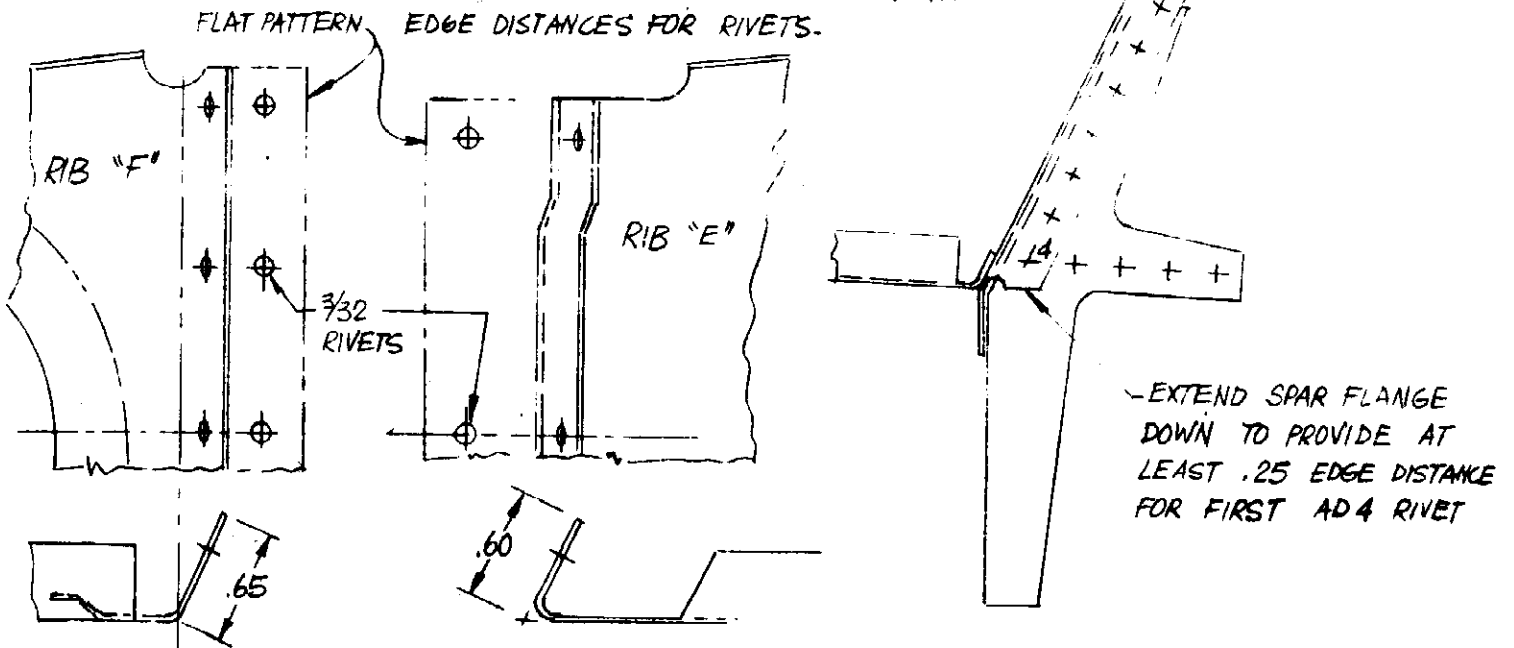 FLAT PATTERN
EDGE DISTANCES FOR RIVETS.
RIB "F"
RIB "E"
3/32
RIVETS
4
-EXTEND SPAR FLANGE
DOWN TO PROVIDE AT
LEAST .25 EDGE DISTANCE
FOR FIRST AD4 RIVET
.65
.60